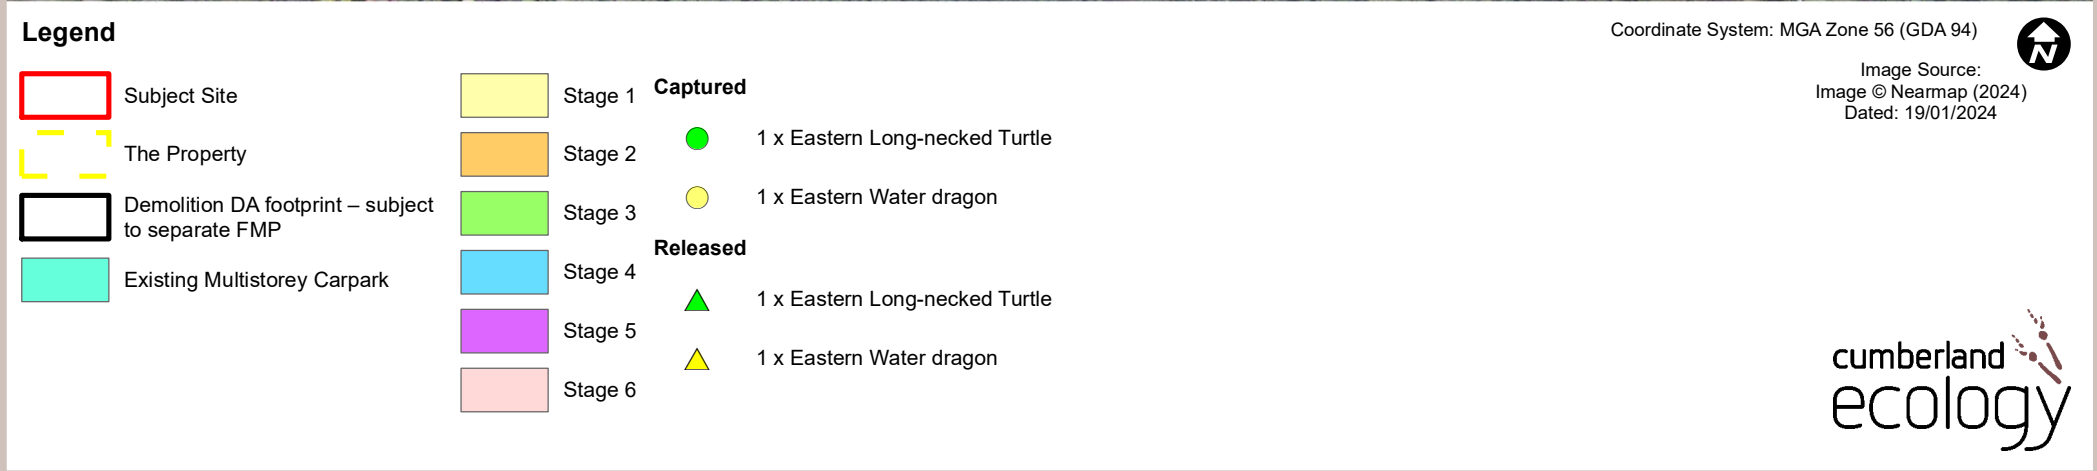 Legend
Subject Site
The Property
Demolition DA footprint – subject
to separate FMP
Existing Multistorey Carpark
Stage 1
Stage 2
Stage 3
Stage 4
Stage 5
Stage 6
Captured
1 x Eastern Long-necked Turtle
1 x Eastern Water dragon
Released
1 x Eastern Long-necked Turtle
1 x Eastern Water dragon
Coordinate System: MGA Zone 56 (GDA 94)
N
Image Source:
Image © Nearmap (2024)
Dated: 19/01/2024
cumberland
ecology